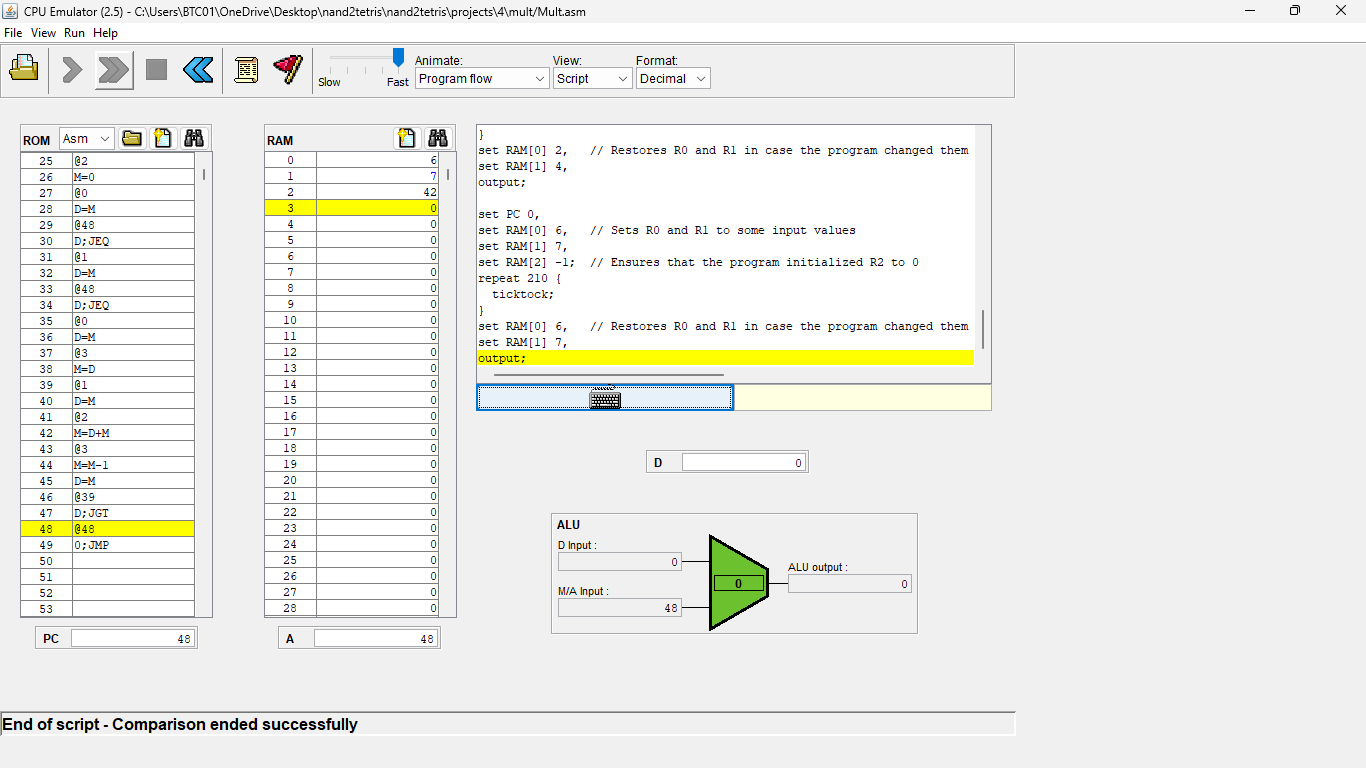 CPU Emulator (2.5) - C:\Users\BTC01\OneDrive\Desktop\nand2tetris\nand2tetris\projects\4\mult/Mult.asm
File View Run Help
Slow Fast
Animate:
Program flow
View:
Script
Format:
Decimal
ROM Asm
25 @2
26 M=0
27 @0
28 D=M
29 @48
30 D;JEQ
31 @1
32 D=M
33 @48
34 D;JEQ
35 @0
36 D=M
37 @3
38 M=D
39 @1
40 D=M
41 @2
42 M=D+M
43 @3
44 M=M-1
45 D=M
46 @39
47 D;JGT
48 @48
49 0;JMP
50
51
52
53
PC 48
RAM
0 6
1 7
2 42
3 0
4 0
5 0
6 0
7 0
8 0
9 0
10 0
11 0
12 0
13 0
14 0
15 0
16 0
17 0
18 0
19 0
20 0
21 0
22 0
23 0
24 0
25 0
26 0
27 0
28 0
A 48
}
set RAM[0] 2, // Restores R0 and R1 in case the program changed them
set RAM[1] 4,
output;
set PC 0,
set RAM[0] 6, // Sets R0 and R1 to some input values
set RAM[1] 7,
set RAM[2] -1; // Ensures that the program initialized R2 to 0
repeat 210 {
ticktock;
}
set RAM[0] 6, // Restores R0 and R1 in case the program changed them
set RAM[1] 7,
output;
D 0
ALU
D Input :
0
M/A Input :
48
0
ALU output :
0
End of script - Comparison ended successfully